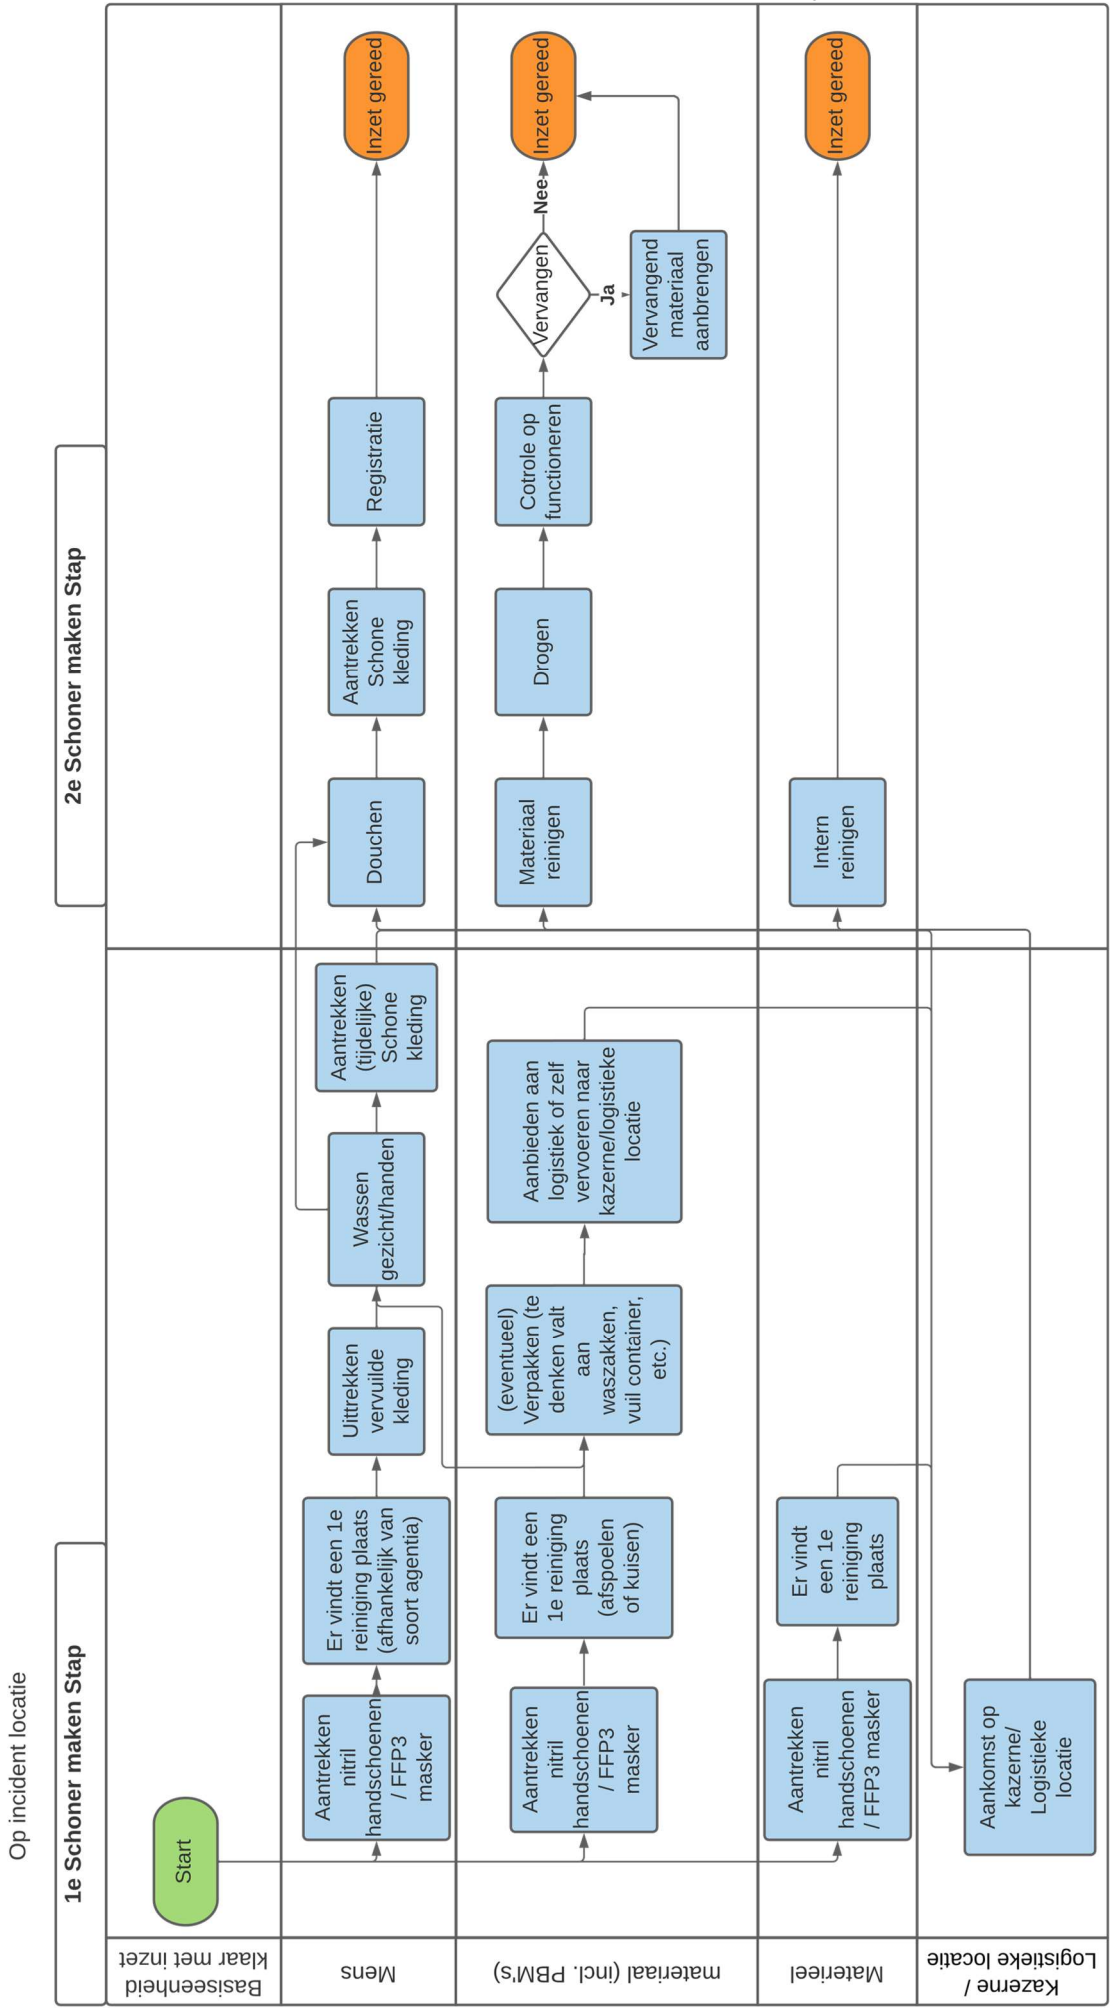 Op incident locatie
1e Schoner maken Stap
2e Schoner maken Stap
Basiseenheid
klaar met inzet
Start
Mens
Aantrekken
nitril
handschoenen
/ FFP3
masker
Er vindt een 1e
reiniging plaats
(afhankelijk van
soort agentia)
Uittrekken
vervuilde
kleding
Wassen
gezicht/handen
Aantrekken
(tijdelijke)
Schone
kleding
Douchen
Aantrekken
Schone
kleding
Registratie
Inzet gereed
materiaal (incl. PBM's)
Aantrekken
nitril
handschoenen
/ FFP3
masker
Er vindt een
1e reiniging
plaats
(afspoelen
of kuisen)
(eventueel)
Verpakken (te
denken valt
aan
waszakken,
vuil container,
etc.)
Aanbieden aan
logistiek of zelf
vervoeren naar
kazerne/logistieke
locatie
Materiaal
reinigen
Drogen
Cotrole op
functioneren
Vervangen
Nee
Inzet gereed
Ja
Vervangend
materiaal
aanbrengen
Materieel
Aantrekken
nitril
handschoenen
/ FFP3 masker
Er vindt
een 1e
reiniging
plaats
Intern
reinigen
Inzet gereed
Kazerne /
Logistieke locatie
Aankomst op
kazerne/
Logistieke
locatie